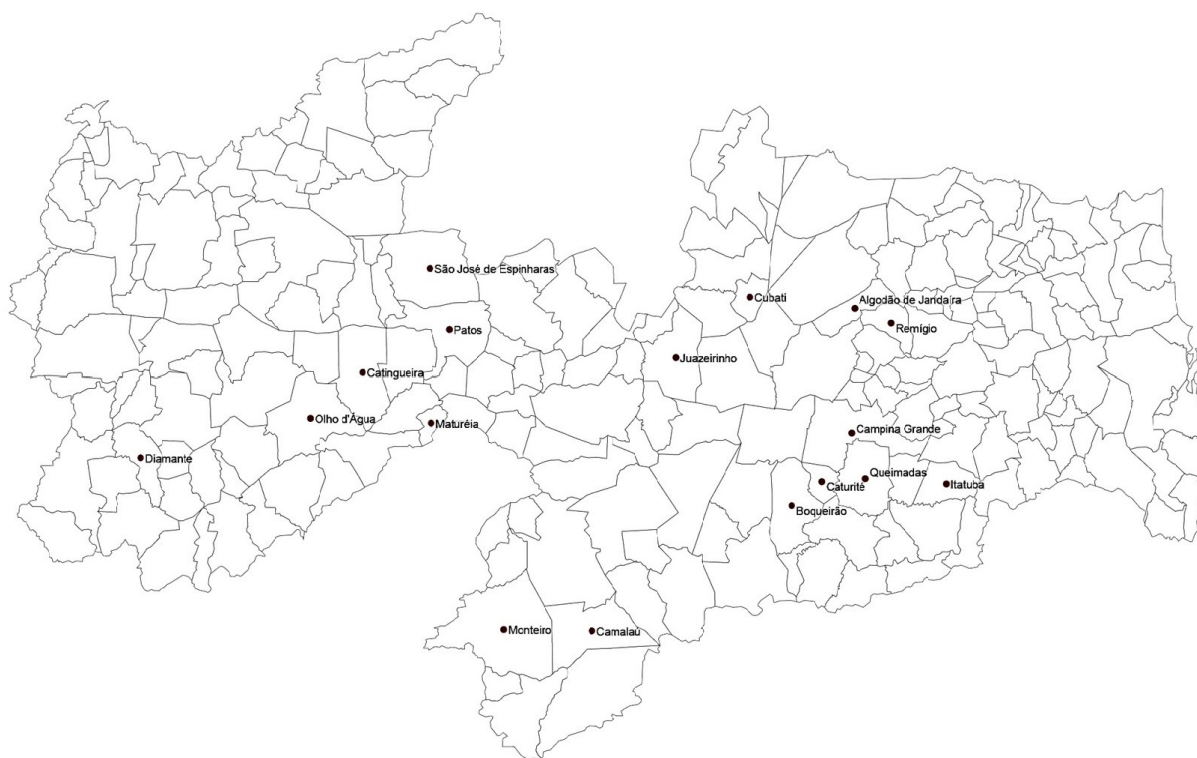 São José de Espinharas
Cubati
Algodão de Jandaíra
Remígio
Patos
Juazeirinho
Catingueira
Olho d'Água
Maturéia
Campina Grande
Diamante
Queimadas
Caturité
Itatuba
Boqueirão
Monteiro
Camalaú